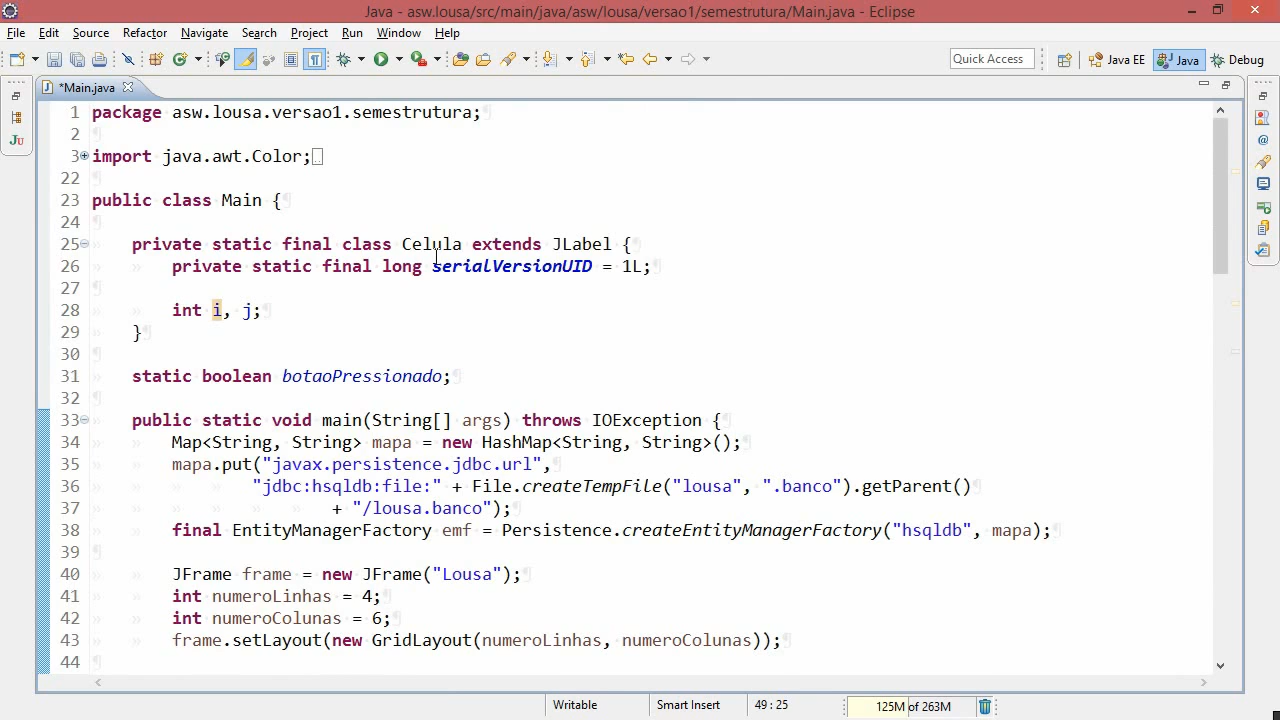 Java - asw.lousa/src/main/java/asw/lousa/versao1/semestrutura/Main.java - Eclipse
File Edit Source Refactor Navigate Search Project Run Window Help
Quick Access Java EE Java Debug
*Main.java
1 package asw.lousa.versao1.semestrutura;
2
3 import java.awt.Color;
22
23 public class Main {
24
25 private static final class Celula extends JLabel {
26 private static final long serialVersionUID = 1L;
27
28 int i, j;
29 }
30
31 static boolean botaoPressionado;
32
33 public static void main(String[] args) throws IOException {
34 Map<String, String> mapa = new HashMap<String, String>();
35 mapa.put("javax.persistence.jdbc.url",
36 "jdbc:hsqldb:file:" + File.createTempFile("lousa", ".banco").getParent()
37 + "/lousa.banco");
38 final EntityManagerFactory emf = Persistence.createEntityManagerFactory("hsqldb", mapa);
39
40 JFrame frame = new JFrame("Lousa");
41 int numeroLinhas = 4;
42 int numeroColunas = 6;
43 frame.setLayout(new GridLayout(numeroLinhas, numeroColunas));
44
Writable Smart Insert 49 : 25 125M of 263M